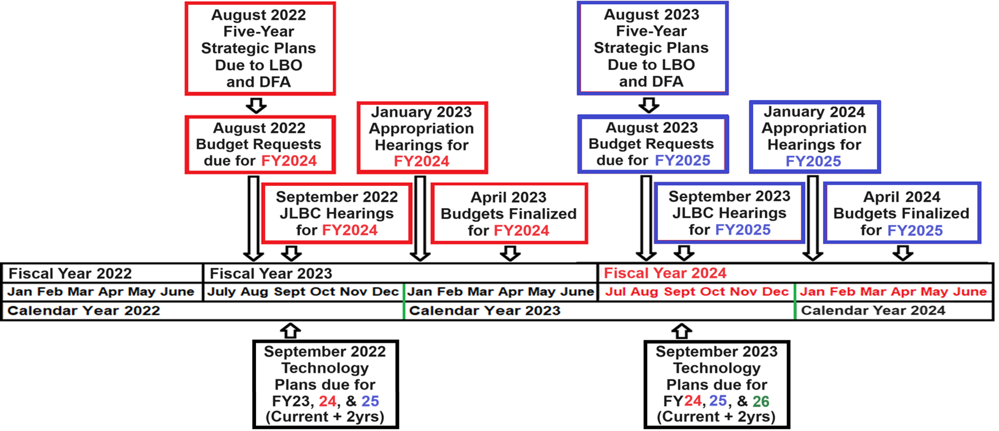 August 2022
Five-Year
Strategic Plans
Due to LBO
and DFA
August 2022
Budget Requests
due for FY2024
January 2023
Appropriation
Hearings for
FY2024
September 2022
JLBC Hearings
for FY2024
April 2023
Budgets Finalized
for FY2024
August 2023
Five-Year
Strategic Plans
Due to LBO
and DFA
August 2023
Budget Requests
due for FY2025
January 2024
Appropriation
Hearings for
FY2025
September 2023
JLBC Hearings
for FY2025
April 2024
Budgets Finalized
for FY2025
Fiscal Year 2022
Fiscal Year 2023
Fiscal Year 2024
Jan Feb Mar Apr May June
July Aug Sept Oct Nov Dec
Jan Feb Mar Apr May June
Jul Aug Sept Oct Nov Dec
Jan Feb Mar Apr May June
Calendar Year 2022
Calendar Year 2023
Calendar Year 2024
September 2022
Technology
Plans due for
FY23, 24, & 25
(Current + 2yrs)
September 2023
Technology
Plans due for
FY24, 25, & 26
(Current + 2yrs)